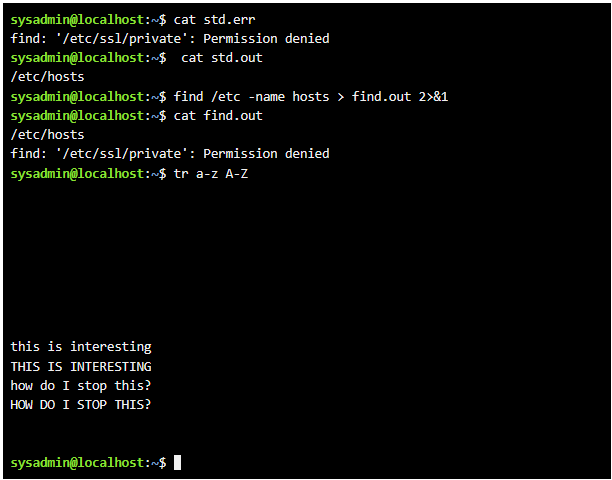 sysadmin@localhost:~$ cat std.err
find: '/etc/ssl/private': Permission denied
sysadmin@localhost:~$  cat std.out
/etc/hosts
sysadmin@localhost:~$ find /etc -name hosts > find.out 2>&1
sysadmin@localhost:~$ cat find.out
/etc/hosts
find: '/etc/ssl/private': Permission denied
sysadmin@localhost:~$ tr a-z A-Z
this is interesting
THIS IS INTERESTING
how do I stop this?
HOW DO I STOP THIS?
sysadmin@localhost:~$